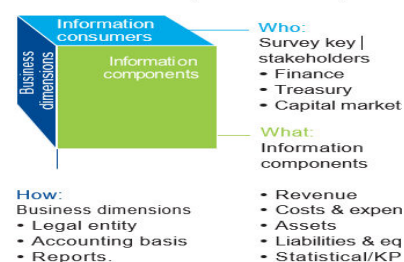 Information
consumers
Business
dimensions
Information
components
Who:
Survey key|
stakeholders
• Finance
• Treasury
• Capital market
What:
Information
components
• Revenue
• Costs & expen
• Assets
• Liabilities & eq
• Statistical/KP
How:
Business dimensions
• Legal entity
• Accounting basis
• Reports.